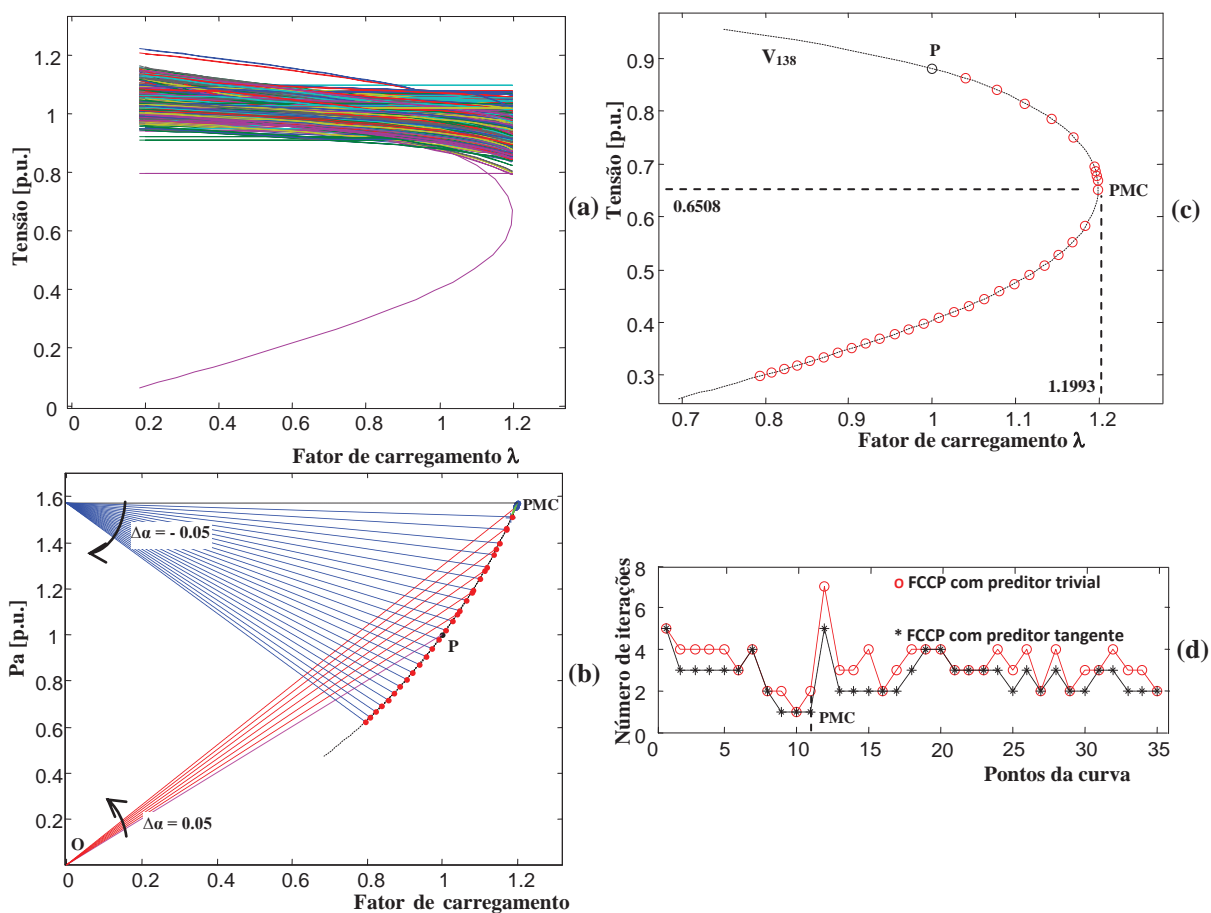 Tensão [p.u.]
1.2
1
0.8
0.6
0.4
0.2
0
0 0.2 0.4 0.6 0.8 1 1.2
Fator de carregamento λ
(a)
Tensão [p.u.]
0.9
0.8
0.7
0.6
0.5
0.4
0.3
V138
P
PMC
0.6508
1.1993
0.7 0.8 0.9 1 1.1 1.2
Fator de carregamento λ
(c)
Pa [p.u.]
1.6
1.4
1.2
1
0.8
0.6
0.4
0.2
PMC
Δα = - 0.05
P
Δα = 0.05
O
0 0.2 0.4 0.6 0.8 1 1.2
Fator de carregamento
(b)
Número de iterações
8
6
4
2
0
FCCP com preditor trivial
* FCCP com preditor tangente
PMC
0 5 10 15 20 25 30 35
Pontos da curva
(d)